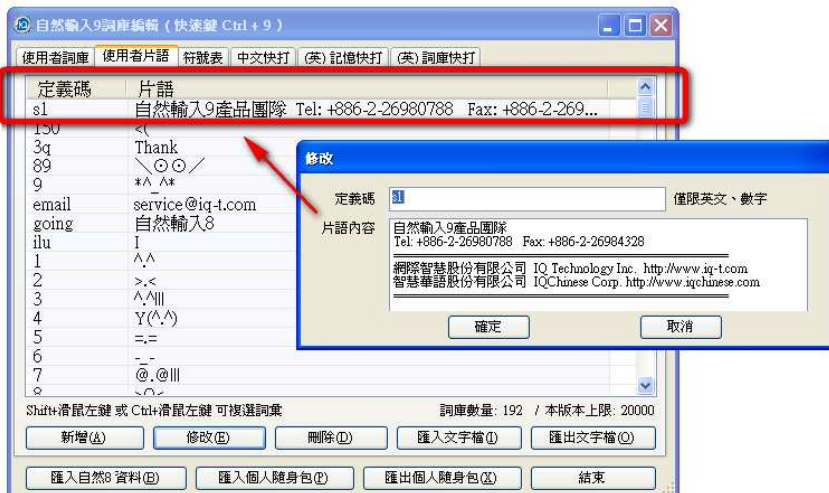 自然輸入9詞庫編輯 ( 快速鍵 Ctrl + 9 )
使用者詞庫 使用者片語 符號表 中文快打 (英) 記憶快打 (英) 詞庫快打
定義碼 片語
s1 自然輸入9產品團隊 Tel: +886-2-26980788 Fax: +886-2-269...
150 <(
3q Thank
89 ＼⊙⊙／
9 *^_^*
email service@iq-t.com
going 自然輸入8
ilu I
1 ^.^
2 >.<
3 ^.^|||
4 Y(^.^)
5 =.=
6 -_-
7 @.@|||
8 >O<
修改
定義碼 s1 僅限英文、數字
片語內容 自然輸入9產品團隊
Tel: +886-2-26980788 Fax: +886-2-26984328
網際智慧股份有限公司 IQ Technology Inc. http://www.iq-t.com
智慧華語股份有限公司 IQChinese Corp. http://www.iqchinese.com
確定 取消
Shift+滑鼠左鍵 或 Ctrl+滑鼠左鍵 可複選詞彙 詞庫數量: 192 / 本版本上限: 20000
新增(A) 修改(E) 刪除(D) 匯入文字檔(I) 匯出文字檔(O)
匯入自然8 資料(B) 匯入個人隨身包(P) 匯出個人隨身包(X) 結束